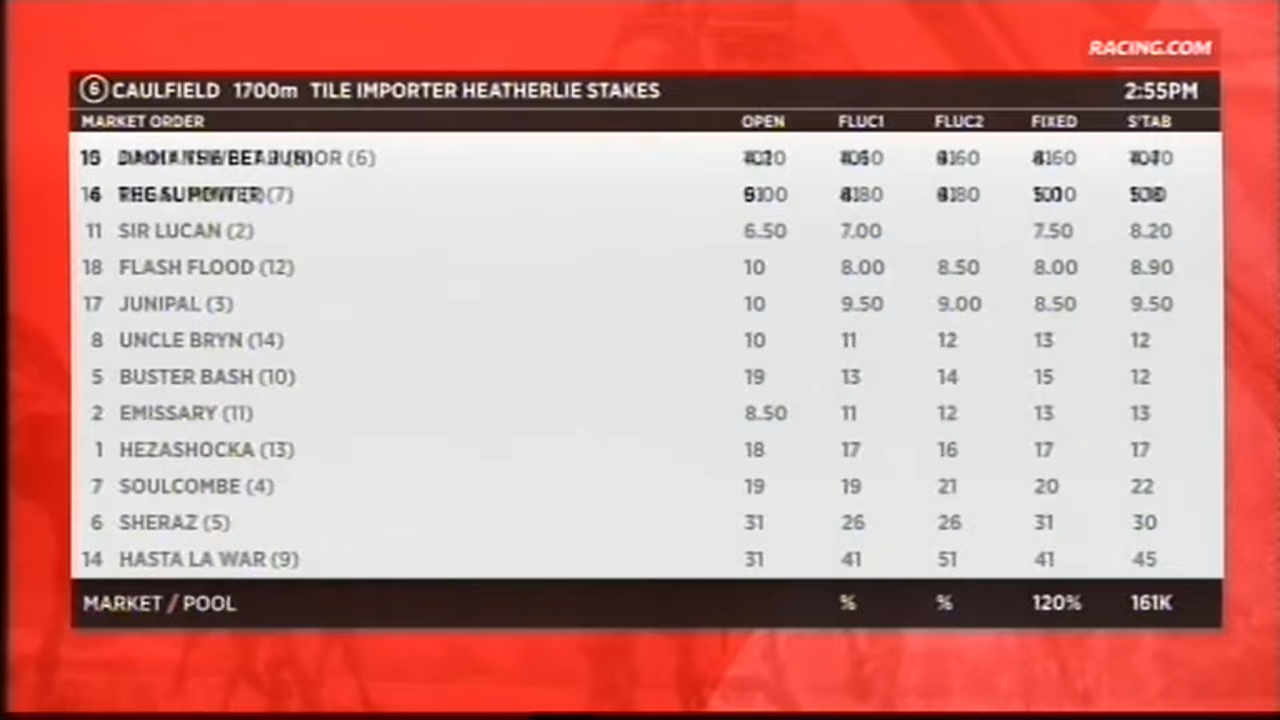 RACING.COM
6 CAULFIELD 1700m TILE IMPORTER HEATHERLIE STAKES 2:55PM
MARKET ORDER OPEN FLUC1 FLUC2 FIXED S'TAB
(6)
(7)
11 SIR LUCAN (2) 6.50 7.00 7.50 8.20
18 FLASH FLOOD (12) 10 8.00 8.50 8.00 8.90
17 JUNIPAL (3) 10 9.50 9.00 8.50 9.50
8 UNCLE BRYN (14) 10 11 12 13 12
5 BUSTER BASH (10) 19 13 14 15 12
2 EMISSARY (11) 8.50 11 12 13 13
1 HEZASHOCKA (13) 18 17 16 17 17
7 SOULCOMBE (4) 19 19 21 20 22
6 SHERAZ (5) 31 26 26 31 30
14 HASTA LA WAR (9) 31 41 51 41 45
MARKET / POOL % % 120% 161K